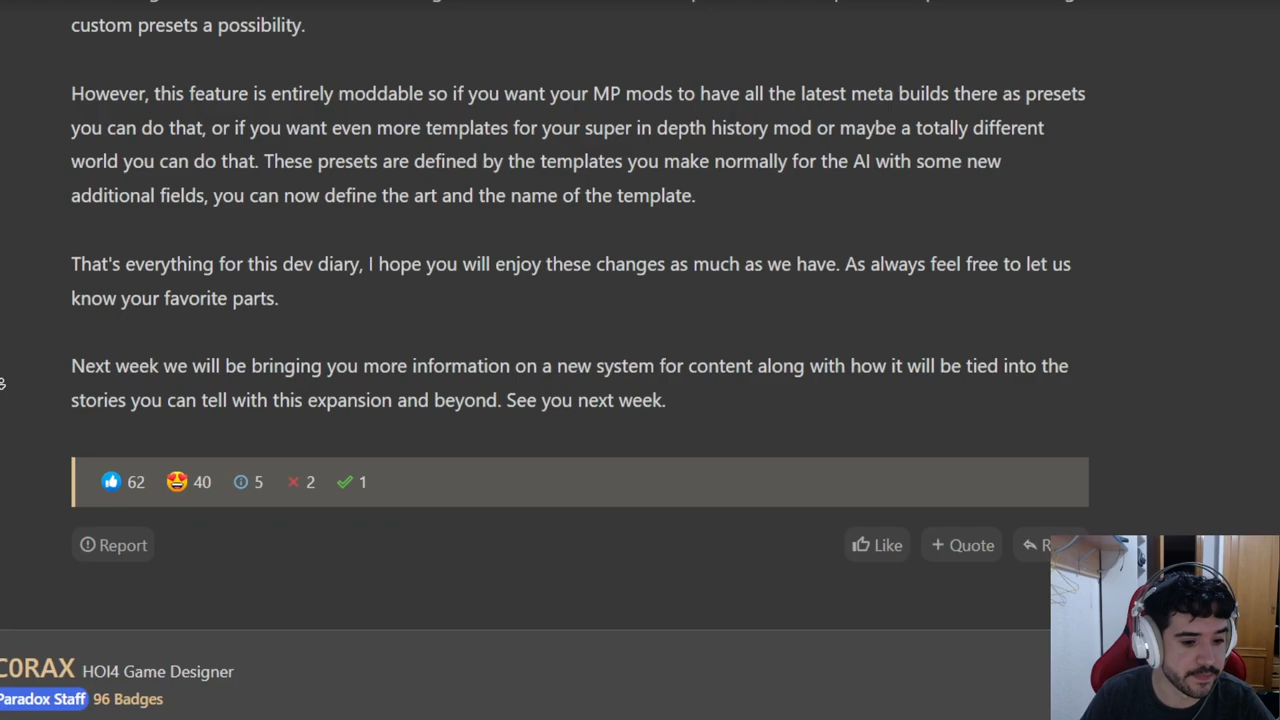 custom presets a possibility.
However, this feature is entirely moddable so if you want your MP mods to have all the latest meta builds there as presets
you can do that, or if you want even more templates for your super in depth history mod or maybe a totally different
world you can do that. These presets are defined by the templates you make normally for the AI with some new
additional fields, you can now define the art and the name of the template.
That's everything for this dev diary, I hope you will enjoy these changes as much as we have. As always feel free to let us
know your favorite parts.
Next week we will be bringing you more information on a new system for content along with how it will be tied into the
stories you can tell with this expansion and beyond. See you next week.
62 40 5 2 1
Report Like + Quote
C0RAX HOI4 Game Designer
Paradox Staff 96 Badges